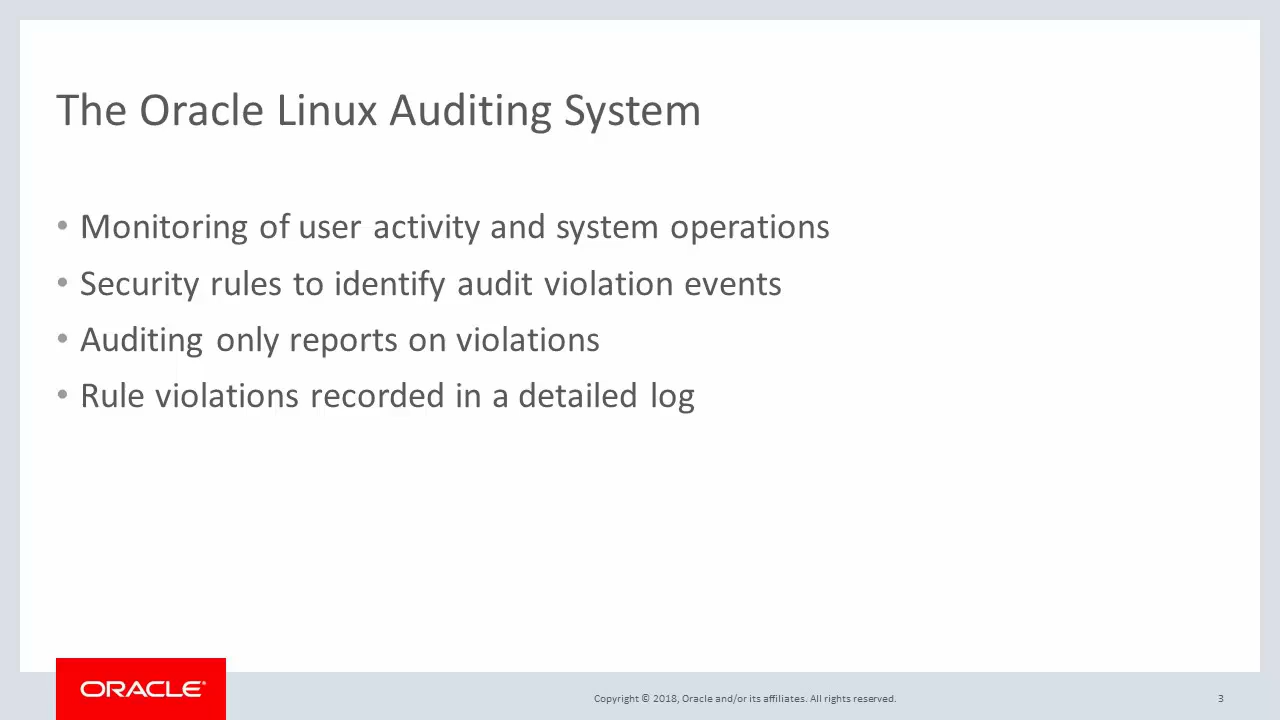 The Oracle Linux Auditing System
• Monitoring of user activity and system operations
• Security rules to identify audit violation events
• Auditing only reports on violations
• Rule violations recorded in a detailed log
ORACLE®
Copyright © 2018, Oracle and/or its affiliates. All rights reserved.
3